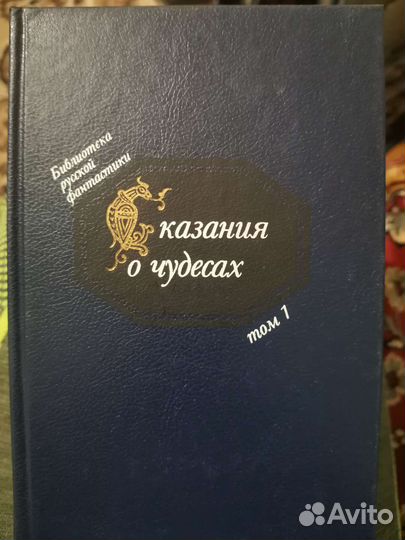 Библиотека
русской
фантастики
Сказания
о чудесах
том 1
Avito